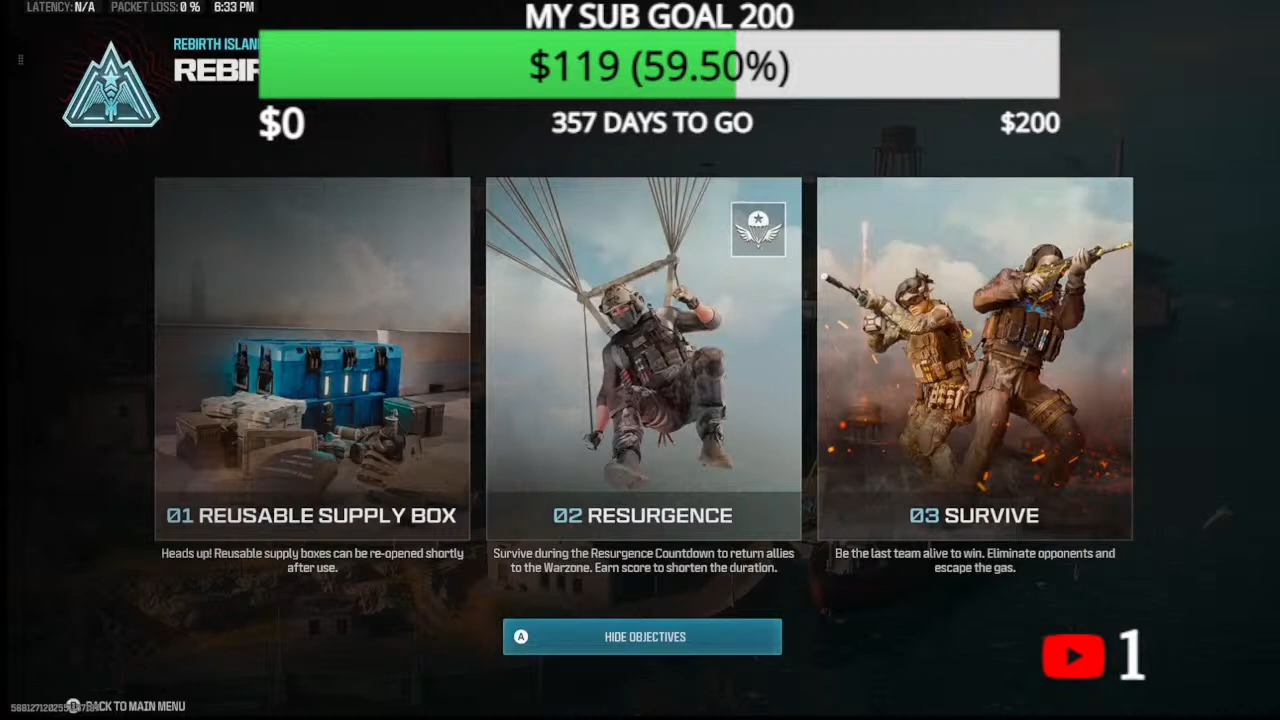 LATENCY: N/A PACKET LOSS: 0 % 6:33 PM
MY SUB GOAL 200
REBIRTH ISLAN
REBIR
$119 (59.50%)
$0 357 DAYS TO GO $200
01 REUSABLE SUPPLY BOX
Heads up! Reusable supply boxes can be re-opened shortly
after use.
02 RESURGENCE
Survive during the Resurgence Countdown to return allies
to the Warzone. Earn score to shorten the duration.
03 SURVIVE
Be the last team alive to win. Eliminate opponents and
escape the gas.
A HIDE OBJECTIVES
1
BACK TO MAIN MENU